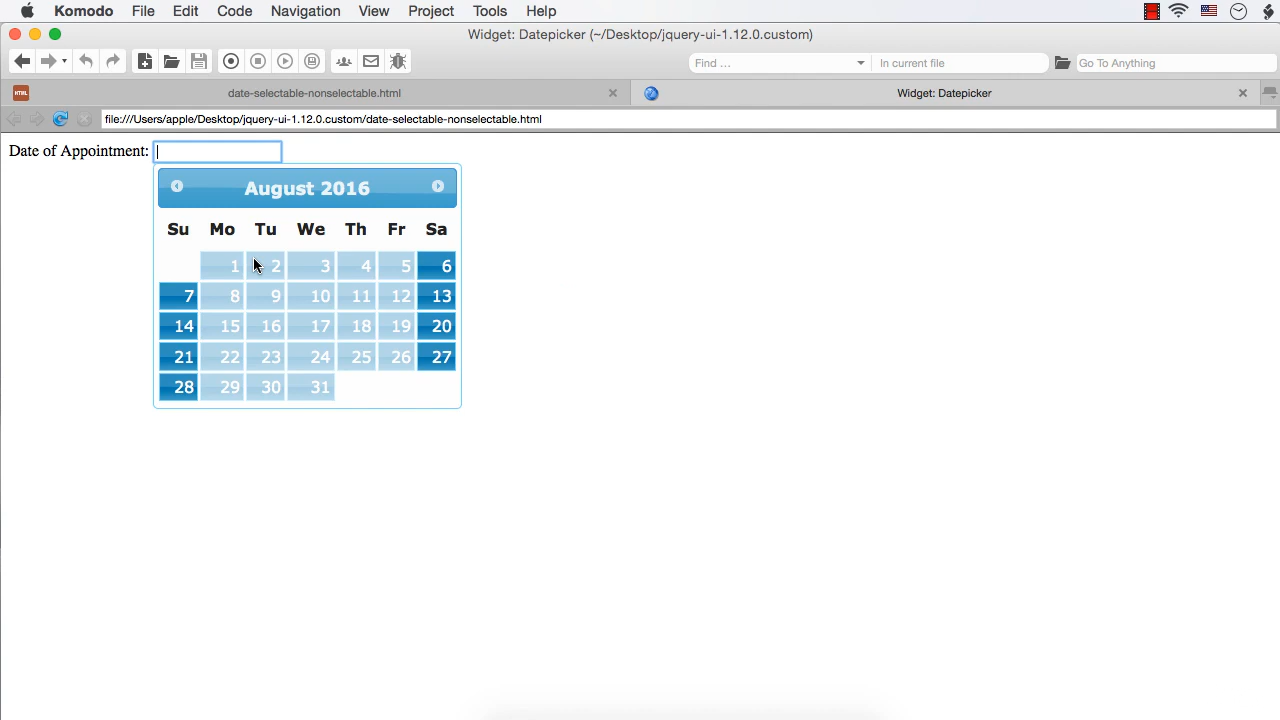 Komodo File Edit Code Navigation View Project Tools Help
Widget: Datepicker (~/Desktop/jquery-ui-1.12.0.custom)
Find ... In current file Go To Anything
HTML date-selectable-nonselectable.html Widget: Datepicker
file:///Users/apple/Desktop/jquery-ui-1.12.0.custom/date-selectable-nonselectable.html
Date of Appointment:
August 2016
Su Mo Tu We Th Fr Sa
1 2 3 4 5 6
7 8 9 10 11 12 13
14 15 16 17 18 19 20
21 22 23 24 25 26 27
28 29 30 31